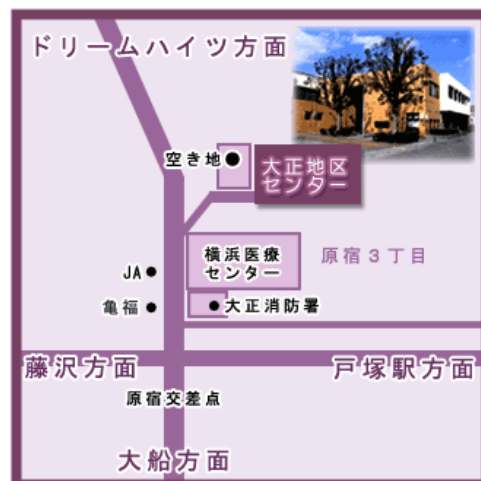 ドリームハイツ方面
空き地
大正地区
センター
横浜医療
センター
原宿３丁目
JA
亀福
大正消防署
藤沢方面
戸塚駅方面
原宿交差点
大船方面